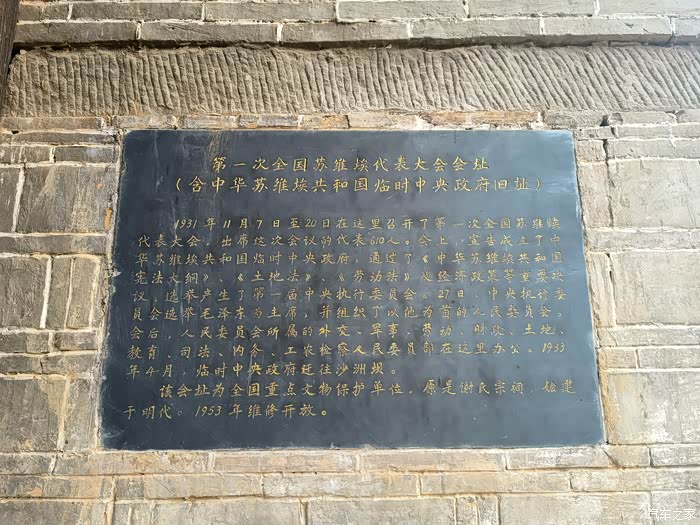 第一次全国苏维埃代表大会会址
（含中华苏维埃共和国临时中央政府旧址）
1931年11月7日至20日在这里召开了第一次全国苏维埃
代表大会。出席这次会议的代表610人。会上，宣告成立了中
华苏维埃共和国临时中央政府，通过了《中华苏维埃共和国
宪法大纲》、《土地法》、《劳动法》及经济政策等重要决
议，选举产生了第一届中央执行委员会。27日，中央执行委
员会选举毛泽东为主席，并组织了以他为首的人民委员会。
会后，人民委员会所属的外交、军事、劳动、财政、土地、
教育、司法、内务、工农检察人民委员部在这里办公。1933
年4月，临时中央政府迁往沙洲坝。
该会址为全国重点文物保护单位，原是谢氏宗祠，始建
于明代。1953年维修开放。
汽车之家